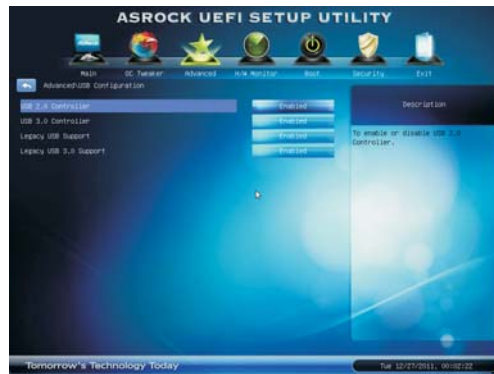 ASROCK UEFI SETUP UTILITY
Main OC Tweaker Advanced H/W Monitor Boot Security Exit
Advanced\USB Configuration
USB 2.0 Controller Enabled
USB 3.0 Controller Enabled
Legacy USB Support Enabled
Legacy USB 3.0 Support Enabled
Description
To enable or disable USB 2.0
Controller.
Tomorrow's Technology Today
Tue 12/27/2011, 00:02:22